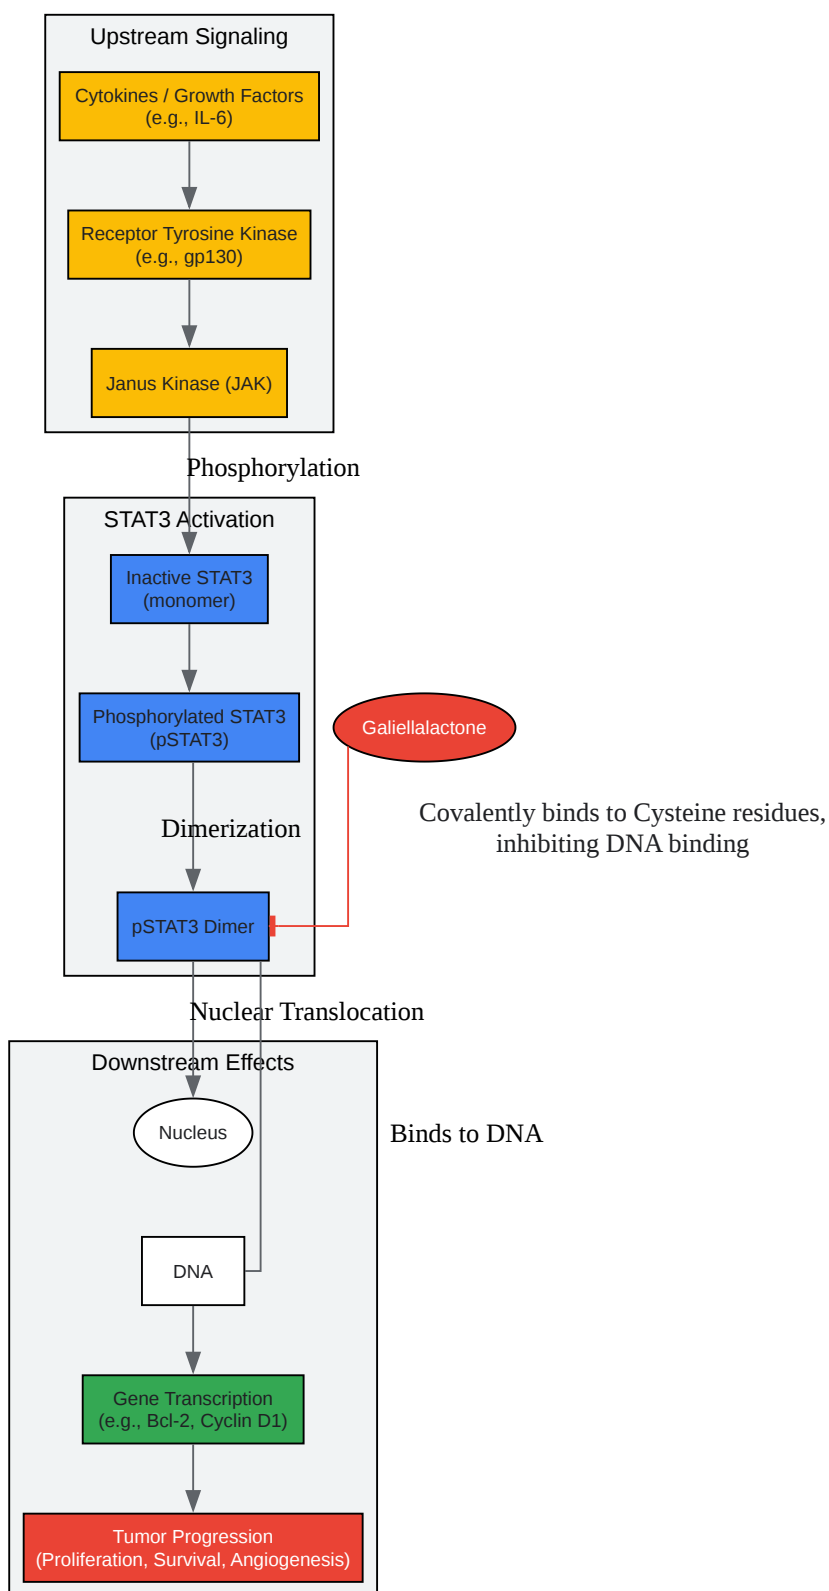 Upstream Signaling
Cytokines / Growth Factors
(e.g., IL-6)
Receptor Tyrosine Kinase
(e.g., gp130)
Janus Kinase (JAK)
Phosphorylation
STAT3 Activation
Inactive STAT3
(monomer)
Phosphorylated STAT3
(pSTAT3)
Galiellalactone
Covalently binds to Cysteine residues,
inhibiting DNA binding
Dimerization
pSTAT3 Dimer
Nuclear Translocation
Downstream Effects
Nucleus
Binds to DNA
DNA
Gene Transcription
(e.g., Bcl-2, Cyclin D1)
Tumor Progression
(Proliferation, Survival, Angiogenesis)